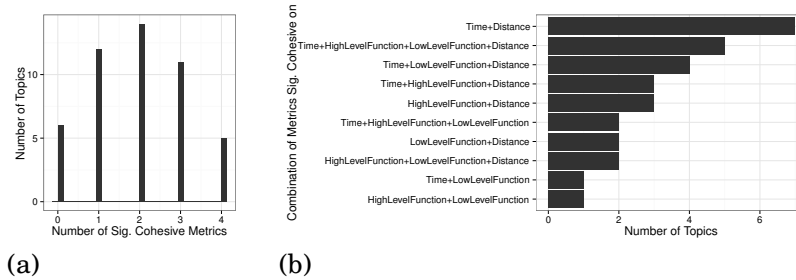 Number of Topics
10
5
0
0 1 2 3 4
Number of Sig. Cohesive Metrics
(a)
Combination of Metrics Sig. Cohesive on
Time+Distance
Time+HighLevelFunction+LowLevelFunction+Distance
Time+LowLevelFunction+Distance
Time+HighLevelFunction+Distance
HighLevelFunction+Distance
Time+HighLevelFunction+LowLevelFunction
LowLevelFunction+Distance
HighLevelFunction+LowLevelFunction+Distance
Time+LowLevelFunction
HighLevelFunction+LowLevelFunction
0 2 4 6
Number of Topics
(b)